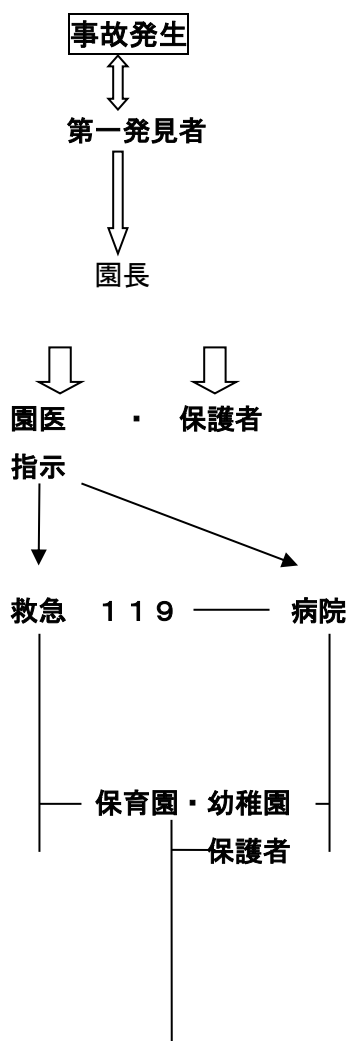 事故発生
第一発見者
園長
園医　・　保護者
指示
救急　１１９　病院
保育園・幼稚園
保護者